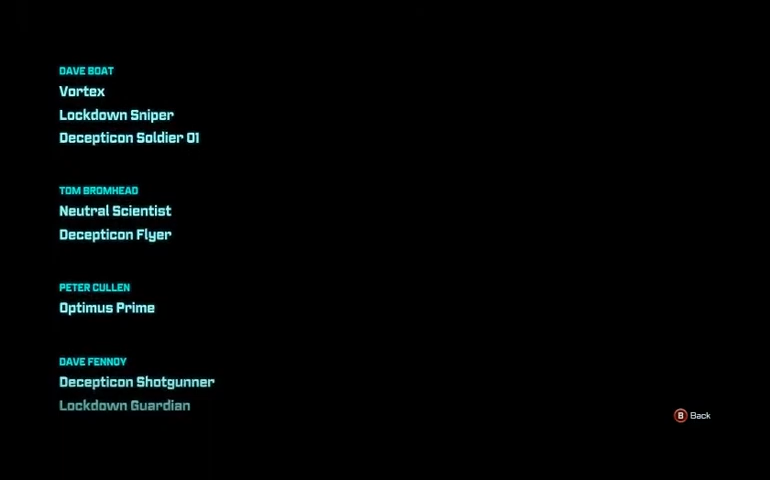 DAVE BOAT
Vortex
Lockdown Sniper
Decepticon Soldier 01
TOM BROMHEAD
Neutral Scientist
Decepticon Flyer
PETER CULLEN
Optimus Prime
DAVE FENNOY
Decepticon Shotgunner
Lockdown Guardian
B Back